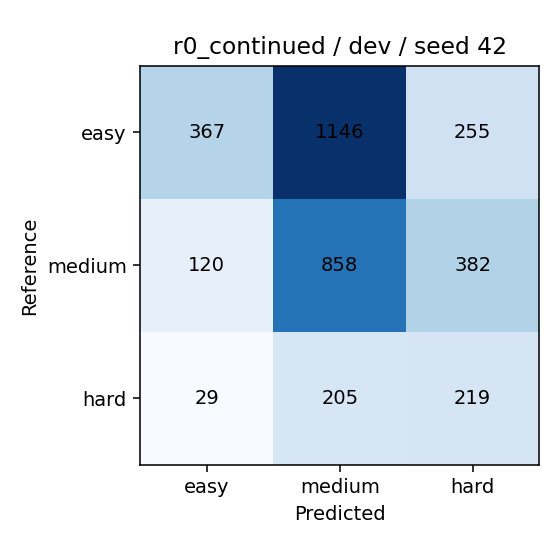 r0_continued / dev / seed 42
easy 367 1146 255
medium 120 858 382
hard 29 205 219
easy medium hard
Predicted
Reference